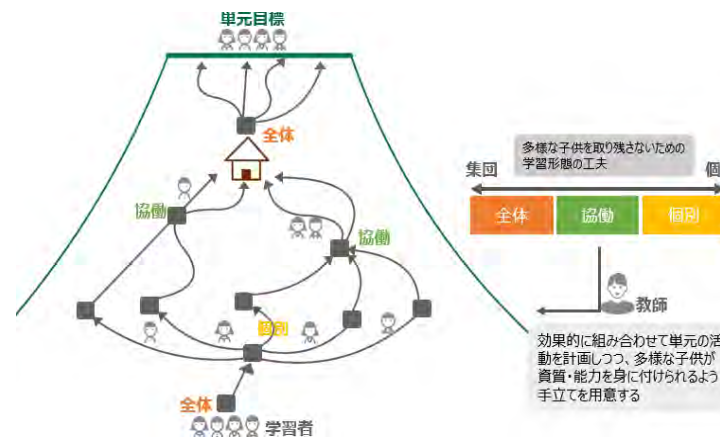 単元目標
全体
協働
協働
個別
全体
学習者
多様な子供を取り残さないための
学習形態の工夫
集団
個
全体
協働
個別
教師
効果的に組み合わせて単元の活
動を計画しつつ、多様な子供が
資質・能力を身に付けられるよう
手立てを用意する